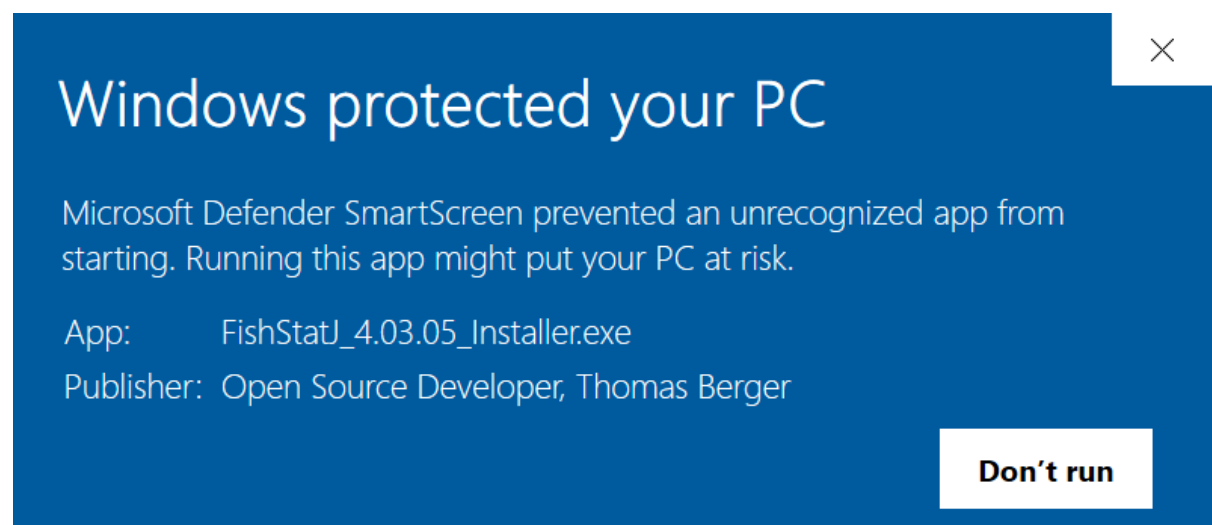 Windows protected your PC
Microsoft Defender SmartScreen prevented an unrecognized app from
starting. Running this app might put your PC at risk.
App: FishStatJ_4.03.05_Installer.exe
Publisher: Open Source Developer, Thomas Berger
Don’t run